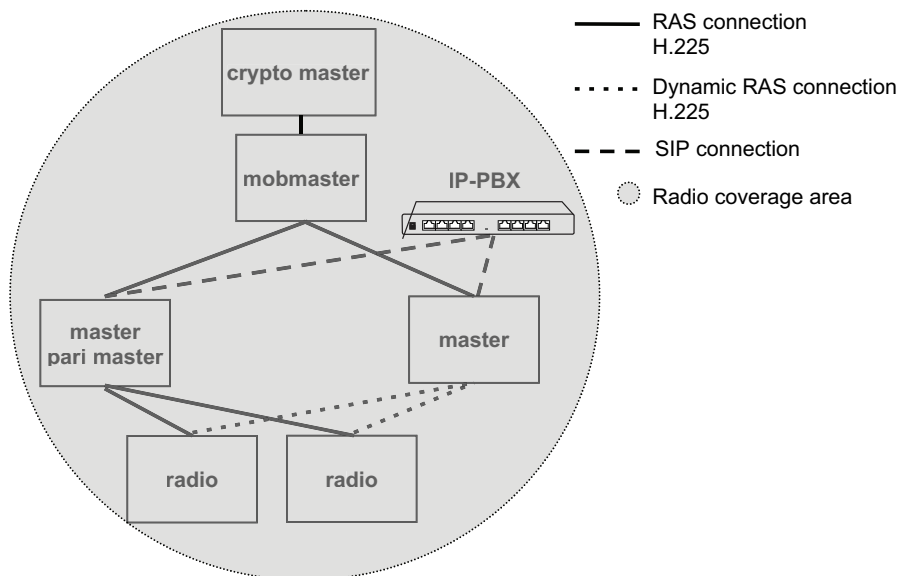 crypto master
mobmaster
IP-PBX
master
pari master
master
radio
radio
RAS connection
H.225
Dynamic RAS connection
H.225
SIP connection
Radio coverage area